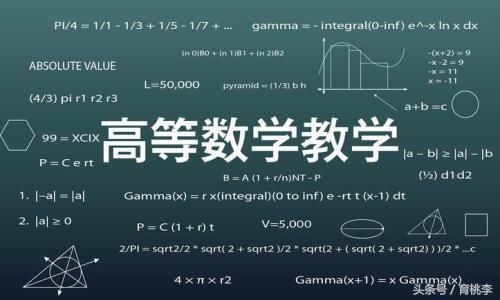 PI/4 = 1/1 - 1/3 + 1/5 - 1/7 + ...
gamma = - integral(0-inf) e^-x ln x dx
(n 0)B0 + (n 1)B1 + (n 2)B2
-(x+2) = 9
-x -2 = 9
-x = 11
x = -11
ABSOLUTE VALUE
L=50,000
pyramid = (1/3) b h
(4/3) pi r1 r2 r3
a+b =c
99 = XCIX
高等数学教学
P = C e rt
|a - b| ≥ |a| - |b|
B = A (1 + r/n)NT - P
(½) d1d2
1. |-a| = |a|
Gamma(x) = r x(integral)(0 to inf) e -rt t (x-1) dt
2. |a| ≥ 0
P = C (1 + r) t
V=5,000
2/PI = sqrt2/2 * sqrt( 2 + sqrt2 )/2 * sqrt(2 + ( sqrt( 2 + sqrt2) ) )/2 * ...c
4 × π × r2
Gamma(x+1) = x Gamma(x)
头条号 / 育桃李